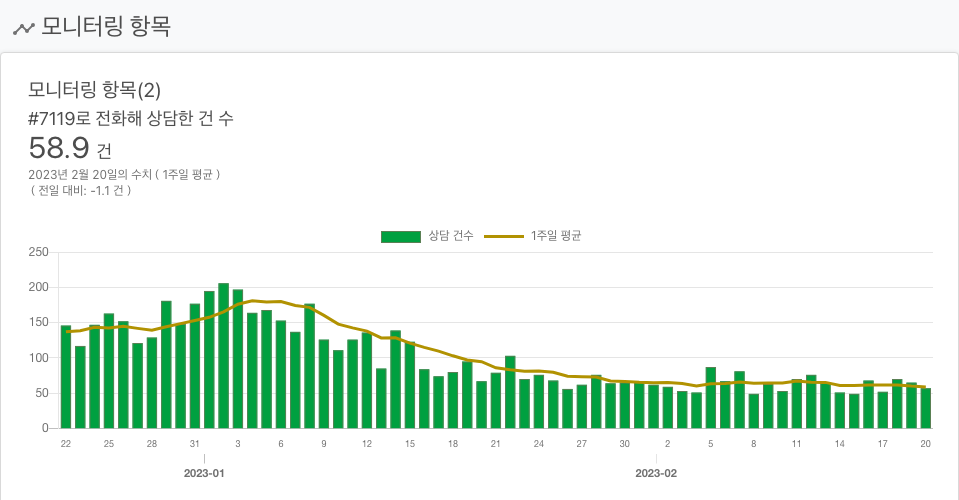 모니터링 항목
모니터링 항목(2)
#7119로 전화해 상담한 건 수
58.9 건
2023년 2월 20일의 수치 ( 1주일 평균 )
( 전일 대비: -1.1 건 )
상담 건수 1주일 평균
250
200
150
100
50
0
22 25 28 31 3 6 9 12 15 18 21 24 27 30 2 5 8 11 14 17 20
2023-01 2023-02